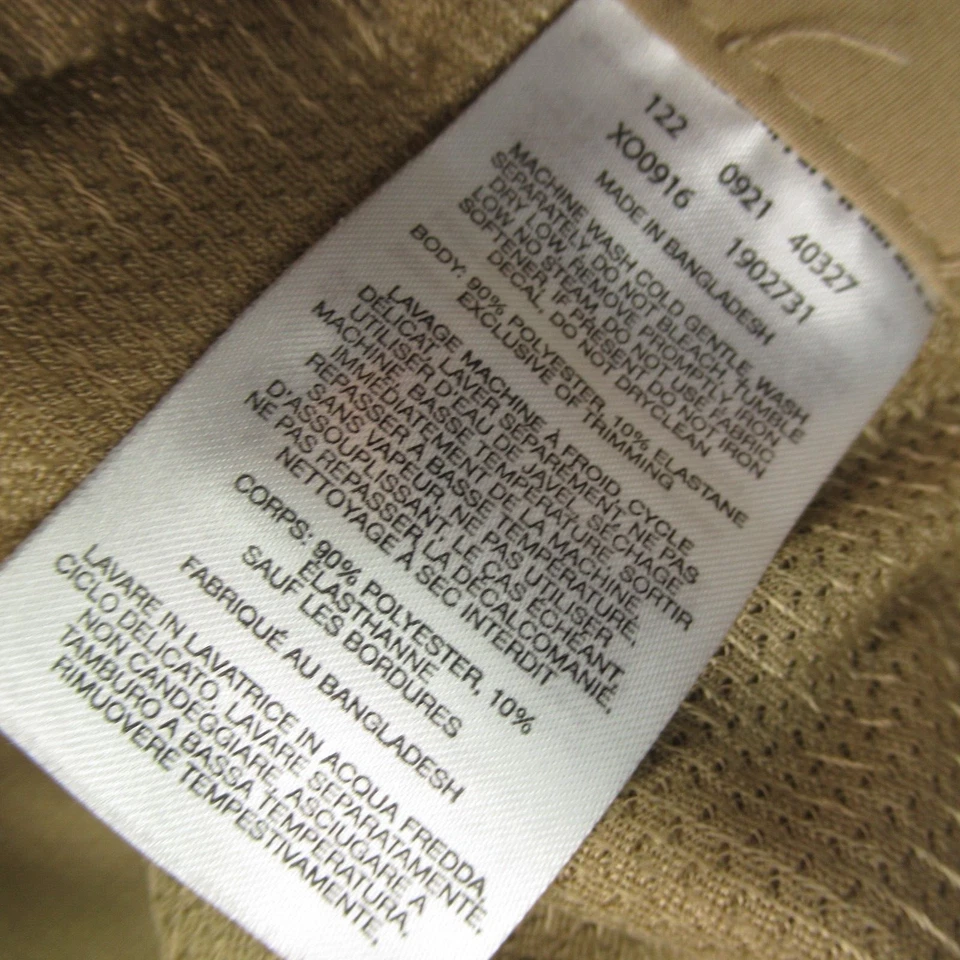 122 0921 40327
XO0916 1902731
MADE IN BANGLADESH
MACHINE WASH COLD GENTLE, WASH
SEPARATELY, DO NOT BLEACH, TUMBLE
DRY LOW, REMOVE PROMPTLY, IRON
LOW, NO STEAM, DO NOT USE FABRIC
SOFTENER, IF PRESENT DO NOT IRON
DECAL, DO NOT DRYCLEAN
BODY: 90% POLYESTER, 10% ELASTANE
EXCLUSIVE OF TRIMMING
LAVAGE MACHINE À FROID, CYCLE
DÉLICAT, LAVER SÉPARÉMENT, NE PAS
UTILISER D'EAU DE JAVEL, SÉCHAGE
MACHINE, BASSE TEMPÉRATURE, SORTIR
IMMÉDIATEMENT DE LA MACHINE,
REPASSER À BASSE TEMPÉRATURE,
SANS VAPEUR, NE PAS UTILISER
D'ASSOUPLISSANT, LE CAS ÉCHÉANT,
NE PAS REPASSER LA DÉCALCOMANIE,
NETTOYAGE À SEC INTERDIT
CORPS: 90% POLYESTER, 10%
ÉLASTHANNE
SAUF LES BORDURES
FABRIQUÉ AU BANGLADESH
LAVARE IN LAVATRICE IN ACQUA FREDDA,
CICLO DELICATO, LAVARE SEPARATAMENTE,
NON CANDEGGIARE, ASCIUGARE A
TAMBURO A BASSA TEMPERATURA,
RIMUOVERE TEMPESTIVAMENTE,